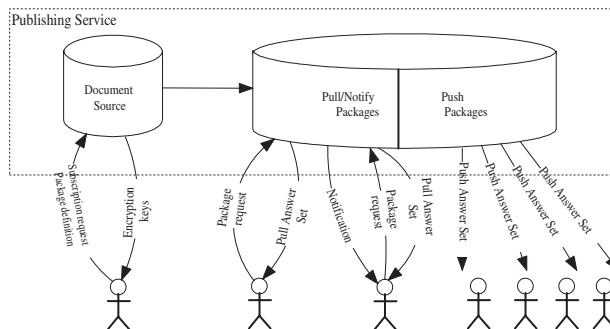 Publishing Service
Document
Source
Pull/Notify
Packages
Push
Packages
Subscription request
Package definition
Encryption
keys
Package
request
Pull Answer
Set
Notification
Package
request
Pull Answer
Set
Push Answer Set
Push Answer Set
Push Answer Set
Push Answer Set